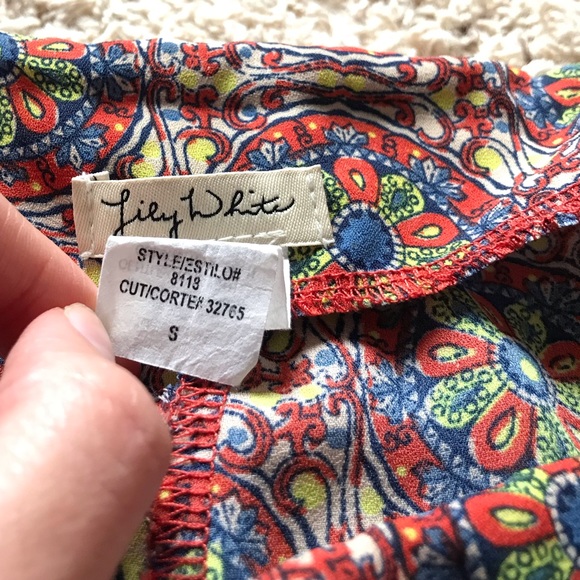 Lily White
STYLE/ESTILO#
8118
CUT/CORTE# 32765
S